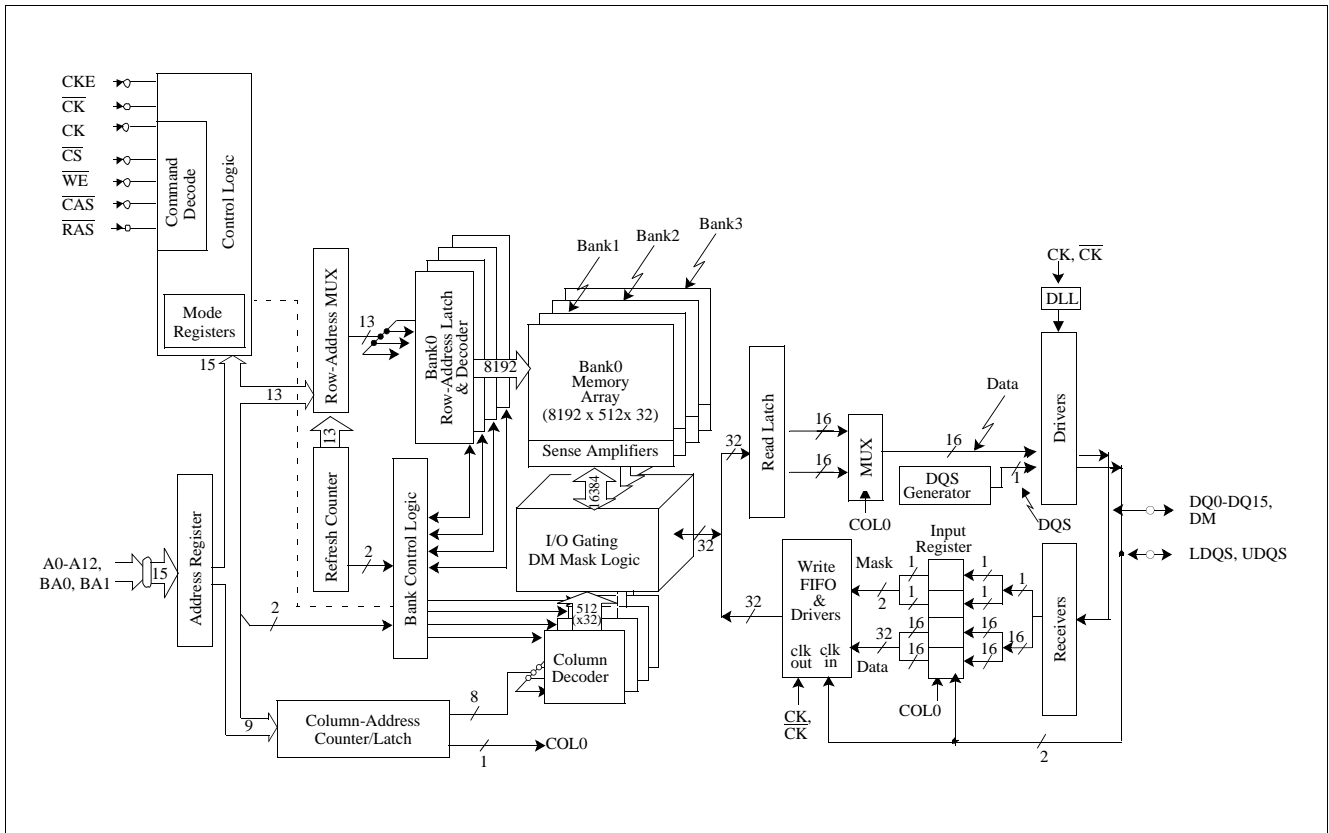 CKE
CK
CK
CS
WE
CAS
RAS
Command
Decode
Control Logic
Mode
Registers
15
13
Row-Address MUX
13
Refresh Counter
13
Bank0
Row-Address Latch
& Decoder
8192
Bank1
Bank2
Bank3
Bank0
Memory
Array
(8192 x 512x 32)
Sense Amplifiers
16384
I/O Gating
DM Mask Logic
512
(x32)
Column
Decoder
Bank Control Logic
2
2
Address Register
A0-A12,
BA0, BA1
15
9
Column-Address
Counter/Latch
8
1
COL0
32
32
32
Read Latch
16
16
MUX
COL0
16
Data
DQS
Generator
1
DQS
CK, CK
DLL
Drivers
DQ0-DQ15,
DM
LDQS, UDQS
Input
Register
Write
FIFO
&
Drivers
clk
out
clk
in
Mask
2
32
Data
1
1
16
16
1
1
16
16
1
16
Receivers
COL0
CK,
CK
2